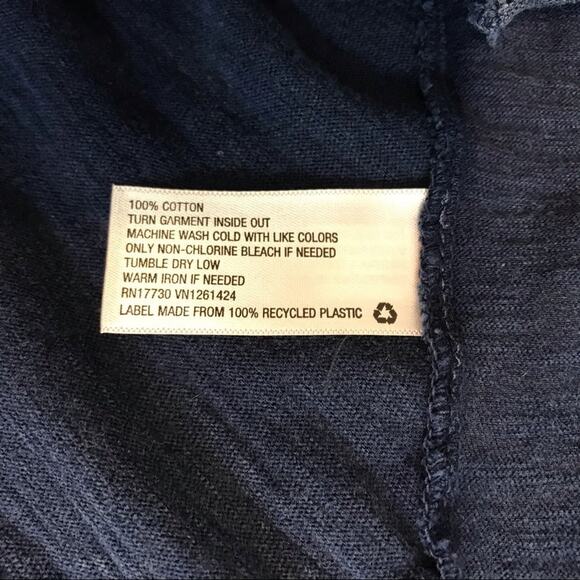 100% COTTON
TURN GARMENT INSIDE OUT
MACHINE WASH COLD WITH LIKE COLORS
ONLY NON-CHLORINE BLEACH IF NEEDED
TUMBLE DRY LOW
WARM IRON IF NEEDED
RN17730 VN1261424
LABEL MADE FROM 100% RECYCLED PLASTIC